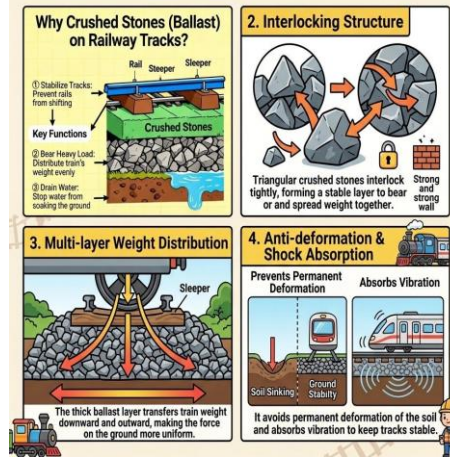 Why Crushed Stones (Ballast)
on Railway Tracks?
Rail Steeper Sleeper
① Stabilize Tracks:
Prevent rails
from shifting
Key Functions
② Bear Heavy Load:
Distribute train's
weight evenly
③ Drain Water:
Stop water from
soaking the ground
Crushed Stones
2. Interlocking Structure
Triangular crushed stones interlock
tightly, forming a stable layer to bear
or and spread weight together.
Strong
and
strong
wall
3. Multi-layer Weight Distribution
Sleeper
The thick ballast layer transfers train weight
downward and outward, making the force
on the ground more uniform.
4. Anti-deformation &
Shock Absorption
Prevents Permanent
Deformation
Absorbs Vibration
Soil Sinking
Ground
Stabilty
It avoids permanent deformation of the soil
and absorbs vibration to keep tracks stable.